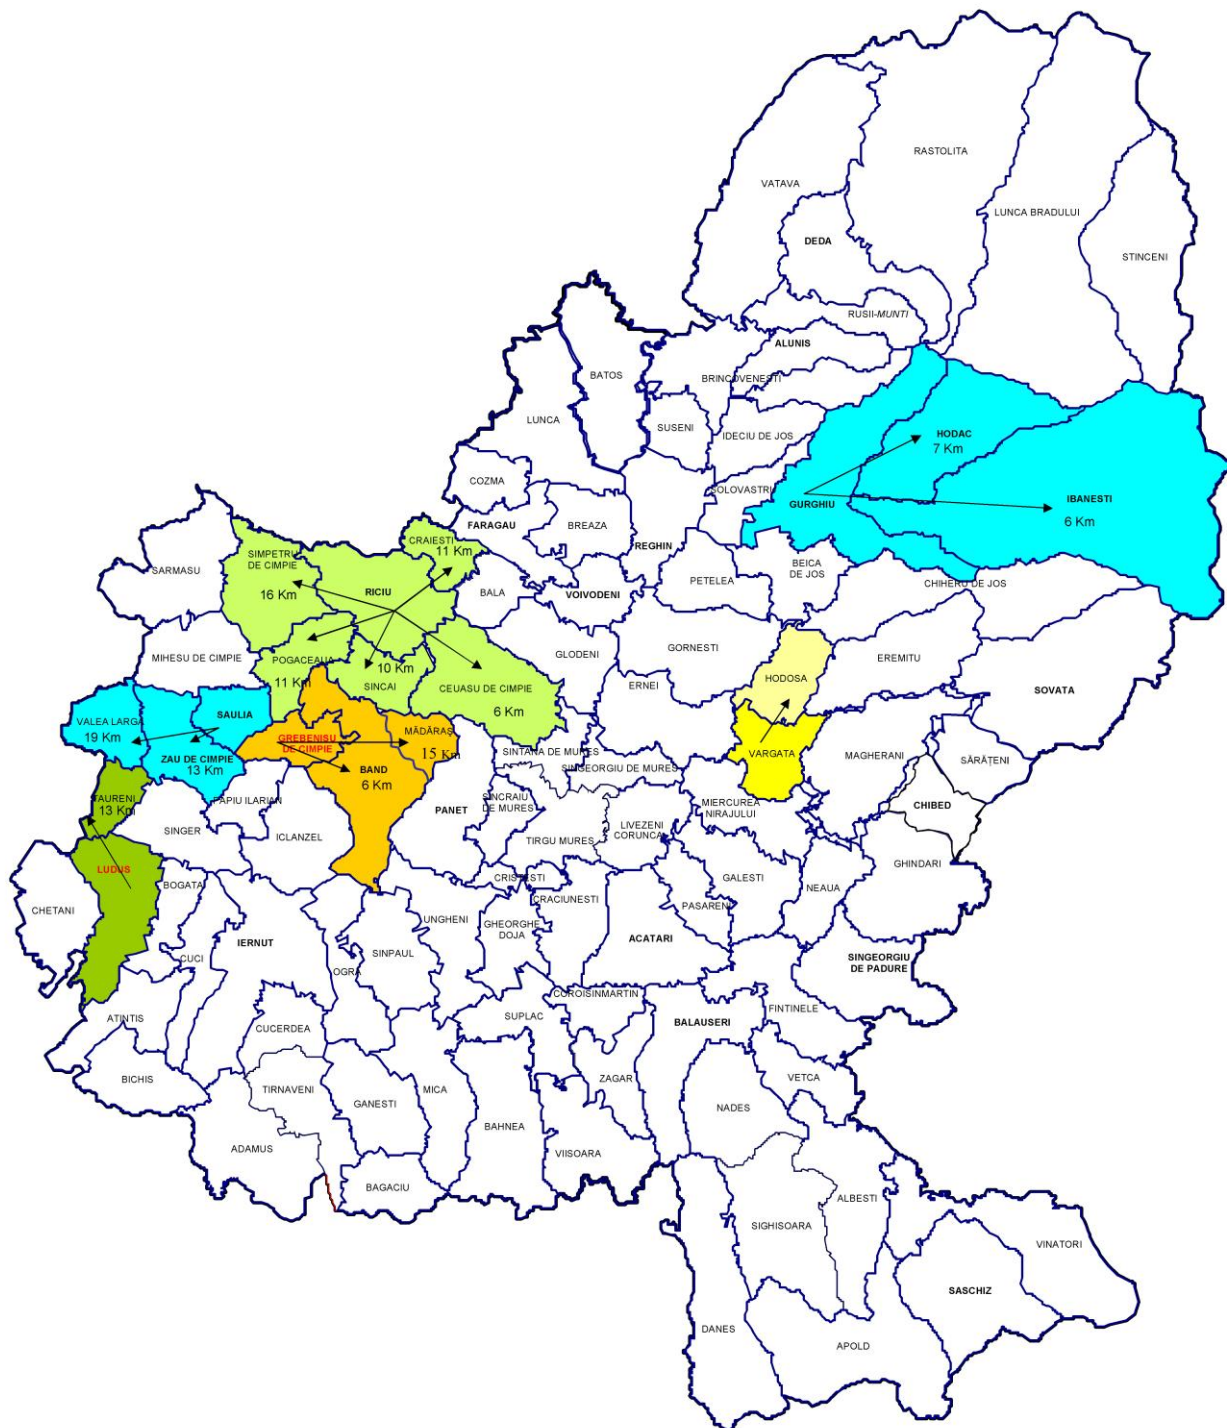 RASTOLITA
VATAVA
LUNCA BRADULUI
DEDA
STINCENI
RUSII-MUNTI
ALUNIS
BATOS
BRINCOVENESTI
LUNCA
SUSENI
IDECIU DE JOS
HODAC
7 Km
COZMA
SOLOVASTRU
GURGHIU
IBANESTI
6 Km
FARAGAU
BREAZA
CRAIESTI
11 Km
REGHIN
SIMPETRU
DE CIMPIE
16 Km
SARMASU
RICIU
BALA
VOIVODENI
PETELEA
BEICA
DE JOS
CHIHERU DE JOS
MIHESU DE CIMPIE
POGACEAUA
11 Km
10 Km
SINCAI
GLODENI
GORNESTI
EREMITU
HODOSA
CEUASU DE CIMPIE
6 Km
ERNEI
SOVATA
VALEA LARGA
19 Km
SAULIA
GREBENISU
DE CIMPIE
MĂDĂRAŞ
15 Km
SINTANA DE MUREŞ
VARGATA
MAGHERANI
SĂRĂŢENI
ZAU DE CIMPIE
13 Km
BAND
6 Km
SINGEORGIU DE MURES
TAURENI
13 Km
PAPIU ILARIAN
SINGER
ICLANZEL
PANET
SINCRAIU
DE MURES
MIERCUREA
NIRAJULUI
CHIBED
LIVEZENI
CORUNCA
TIRGU MURES
GHINDARI
LUDUS
BOGATA
CRISTESTI
GALESTI
NEAUA
CHETANI
CRACIUNESTI
PASARENI
UNGHENI
GHEORGHE
DOJA
IERNUT
ACATARI
SINPAUL
CUCI
OGRA
SINGEORGIU
DE PADURE
COROISINMARTIN
ATINTIS
SUPLAC
FINTINELE
CUCERDEA
BALAUSERI
BICHIS
TIRNAVENI
GANESTI
MICA
ZAGAR
VETCA
NADES
BAHNEA
ADAMUS
VIISOARA
BAGACIU
ALBESTI
SIGHISOARA
VINATORI
SASCHIZ
DANES
APOLD